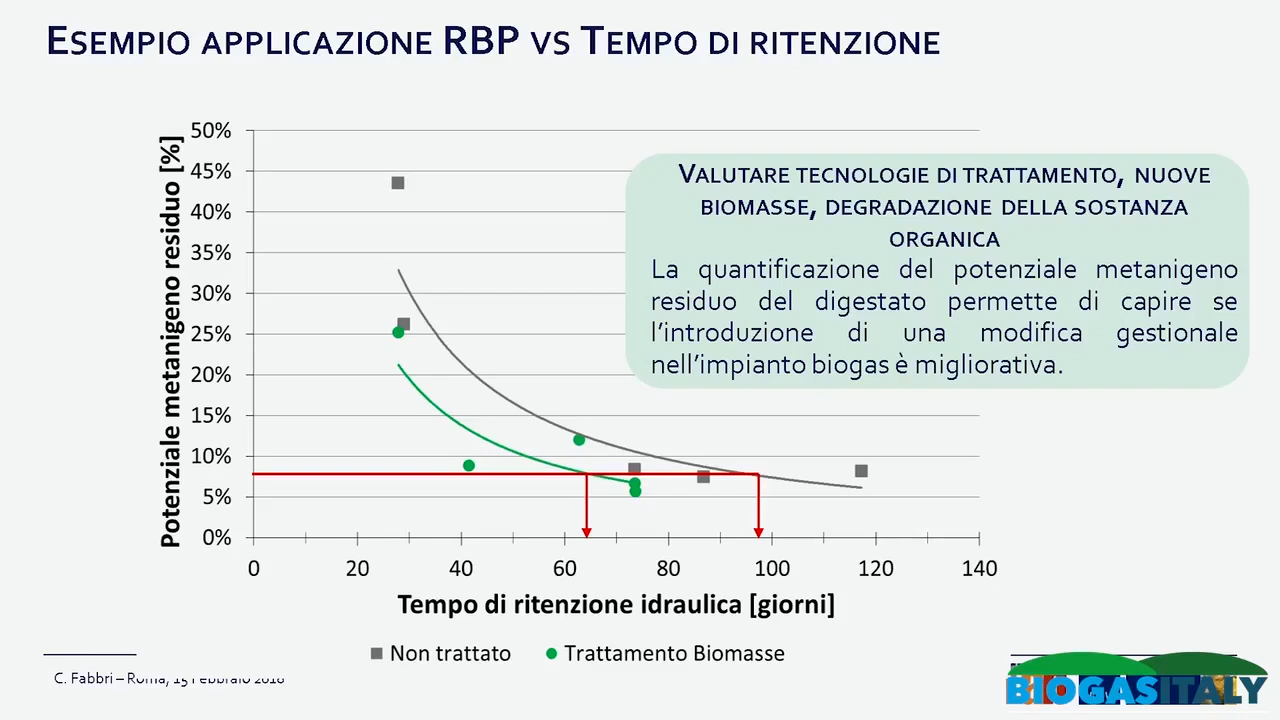 ESEMPIO APPLICAZIONE RBP VS TEMPO DI RITENZIONE
Potenziale metanigeno residuo [%]
50%
45%
40%
35%
30%
25%
20%
15%
10%
5%
0%
0 20 40 60 80 100 120 140
Tempo di ritenzione idraulica [giorni]
Non trattato Trattamento Biomasse
VALUTARE TECNOLOGIE DI TRATTAMENTO, NUOVE
BIOMASSE, DEGRADAZIONE DELLA SOSTANZA
ORGANICA
La quantificazione del potenziale metanigeno
residuo del digestato permette di capire se
l'introduzione di una modifica gestionale
nell'impianto biogas è migliorativa.
C. Fabbri – Roma, 15 Febbraio 2018
BIOGASITALY